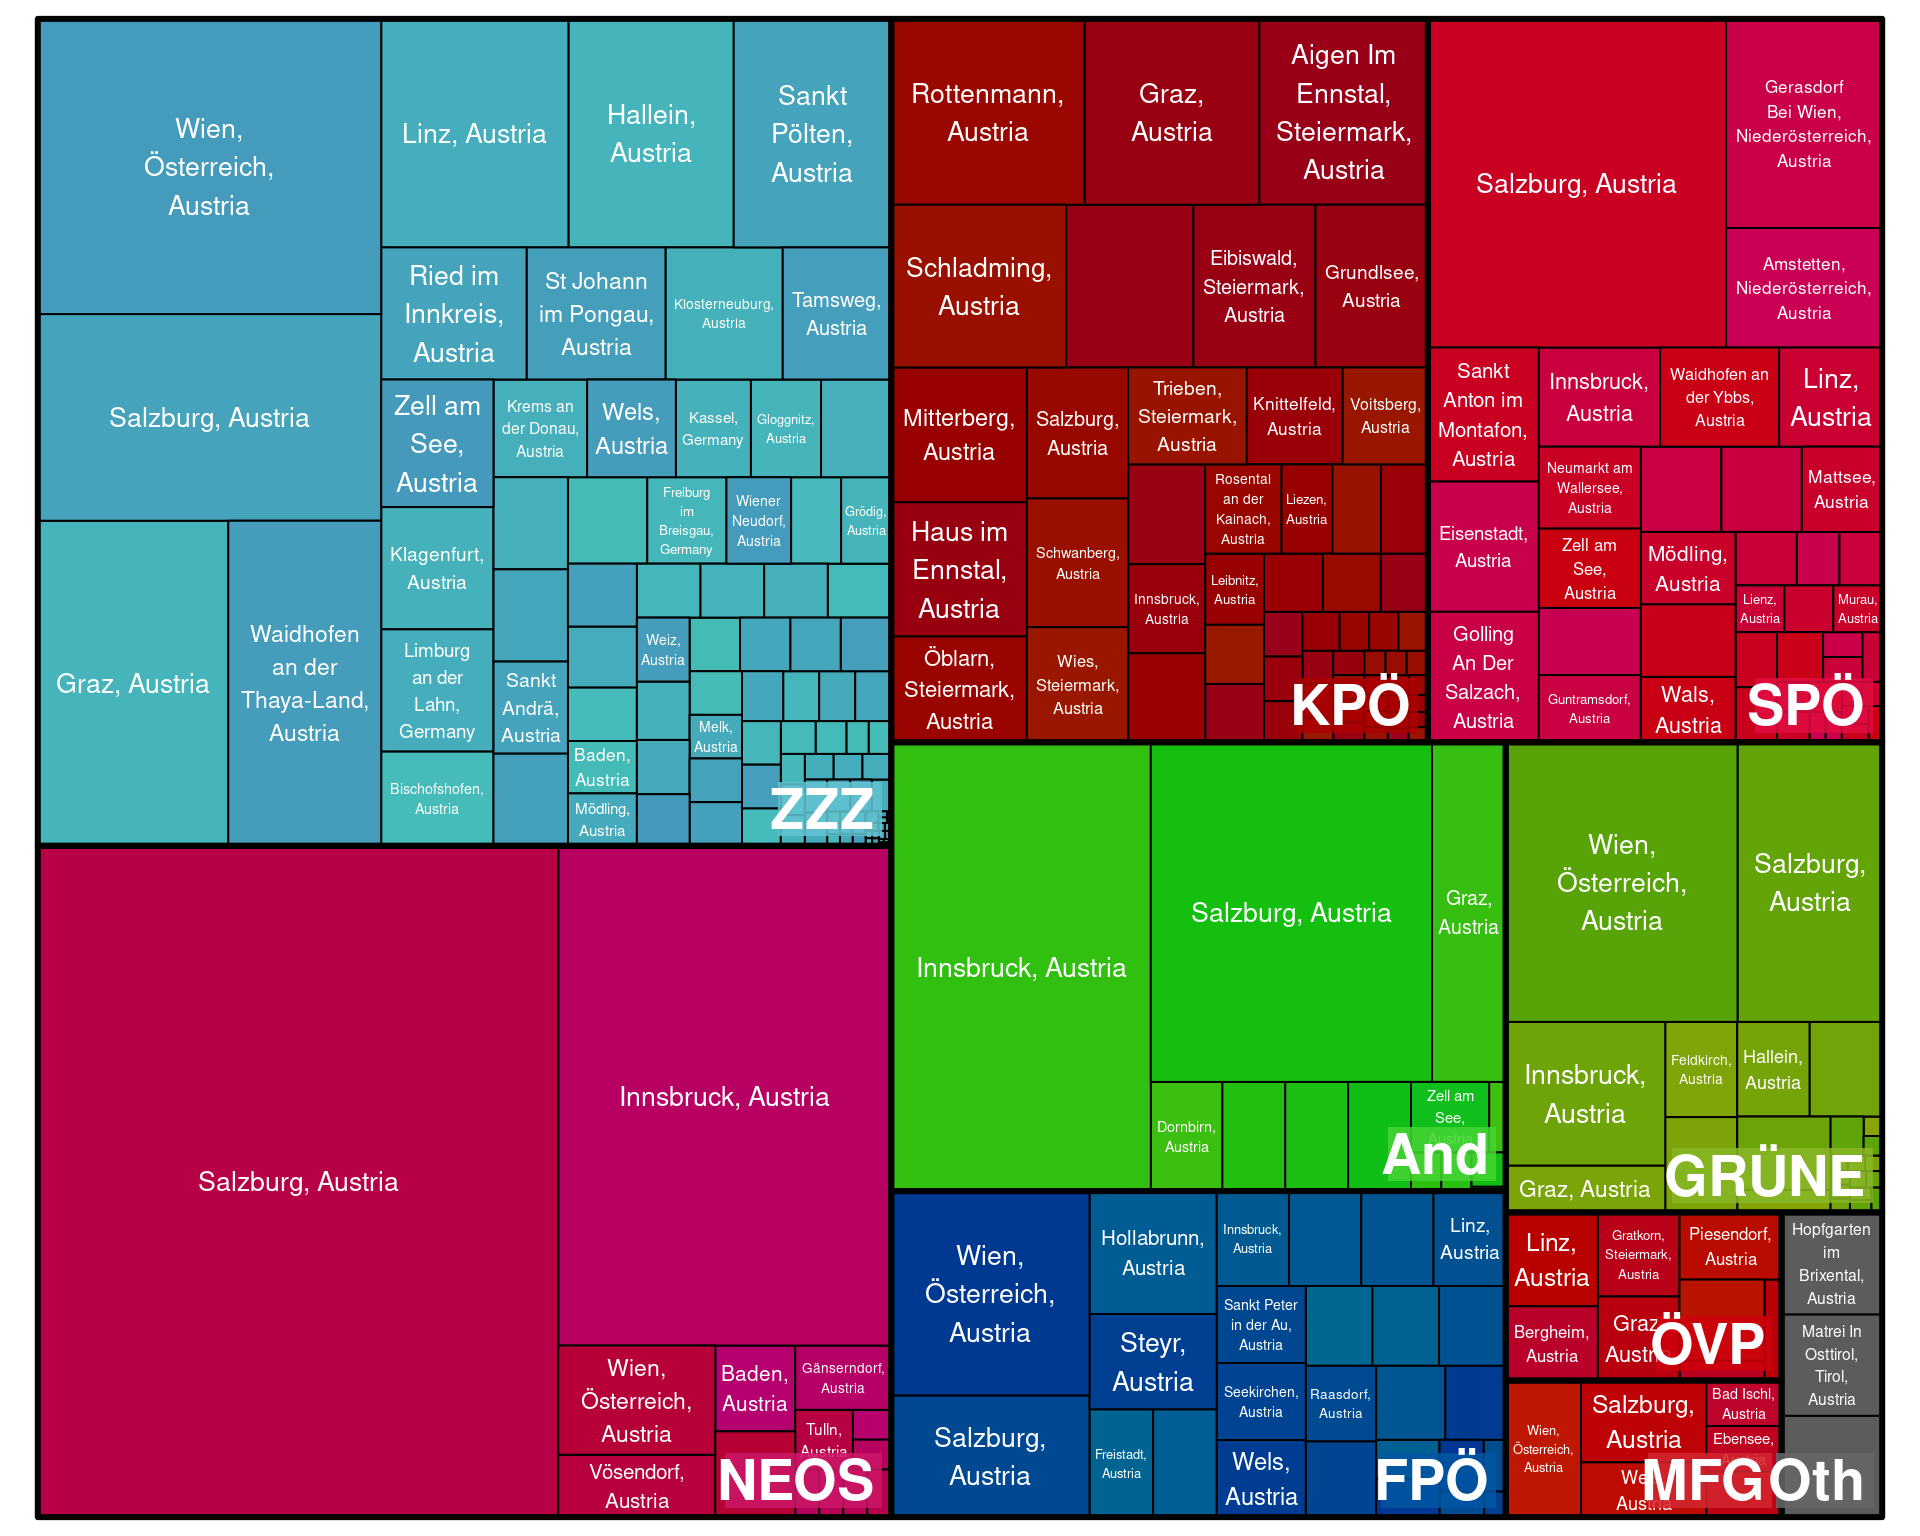 Wien,
Österreich,
Austria
Linz, Austria
Hallein,
Austria
Sankt
Pölten,
Austria
Salzburg, Austria
Graz, Austria
Waidhofen
an der
Thaya-Land,
Austria
Ried im
Innkreis,
Austria
St Johann
im Pongau,
Austria
Klosterneuburg,
Austria
Tamsweg,
Austria
Zell am
See,
Austria
Krems an
der Donau,
Austria
Wels,
Austria
Kassel,
Germany
Gloggnitz,
Austria
Freiburg
im
Breisgau,
Germany
Wiener
Neudorf,
Austria
Grödig,
Austria
Klagenfurt,
Austria
Limburg
an der
Lahn,
Germany
Bischofshofen,
Austria
Sankt
Andrä,
Austria
Weiz,
Austria
Melk,
Austria
Baden,
Austria
Mödling,
Austria
ZZZ
Rottenmann,
Austria
Graz,
Austria
Aigen Im
Ennstal,
Steiermark,
Austria
Schladming,
Austria
Eibiswald,
Steiermark,
Austria
Grundlsee,
Austria
Mitterberg,
Austria
Salzburg,
Austria
Trieben,
Steiermark,
Austria
Knittelfeld,
Austria
Voitsberg,
Austria
Haus im
Ennstal,
Austria
Schwanberg,
Austria
Rosental
an der
Kainach,
Austria
Liezen,
Austria
Innsbruck,
Austria
Leibnitz,
Austria
Öblarn,
Steiermark,
Austria
Wies,
Steiermark,
Austria
KPÖ
Salzburg, Austria
Gerasdorf
Bei Wien,
Niederösterreich,
Austria
Amstetten,
Niederösterreich,
Austria
Sankt
Anton im
Montafon,
Austria
Innsbruck,
Austria
Waidhofen an
der Ybbs,
Austria
Linz,
Austria
Neumarkt am
Wallersee,
Austria
Mattsee,
Austria
Eisenstadt,
Austria
Zell am
See,
Austria
Mödling,
Austria
Lienz,
Austria
Murau,
Austria
Golling
An Der
Salzach,
Austria
Guntramsdorf,
Austria
Wals,
Austria
SPÖ
Salzburg, Austria
Innsbruck, Austria
Wien,
Österreich,
Austria
Baden,
Austria
Gänserndorf,
Austria
Tulln,
Austria
Vösendorf,
Austria
NEOS
Innsbruck, Austria
Salzburg, Austria
Graz,
Austria
Dornbirn,
Austria
Zell am
See,
Austria
And
Wien,
Österreich,
Austria
Salzburg,
Austria
Innsbruck,
Austria
Feldkirch,
Austria
Hallein,
Austria
Graz, Austria
GRÜNE
Wien,
Österreich,
Austria
Hollabrunn,
Austria
Innsbruck,
Austria
Linz,
Austria
Steyr,
Austria
Sankt Peter
in der Au,
Austria
Salzburg,
Austria
Seekirchen,
Austria
Raasdorf,
Austria
Freistadt,
Austria
Wels,
Austria
FPÖ
Linz,
Austria
Gratkorn,
Steiermark,
Austria
Piesendorf,
Austria
Bergheim,
Austria
Graz
ÖVP
Wien,
Österreich,
Austria
Salzburg,
Austria
Bad Ischl,
Austria
Ebensee,
Austria
MFG
Hopfgarten
im
Brixental,
Austria
Matrei In
Osttirol,
Tirol,
Austria
Oth